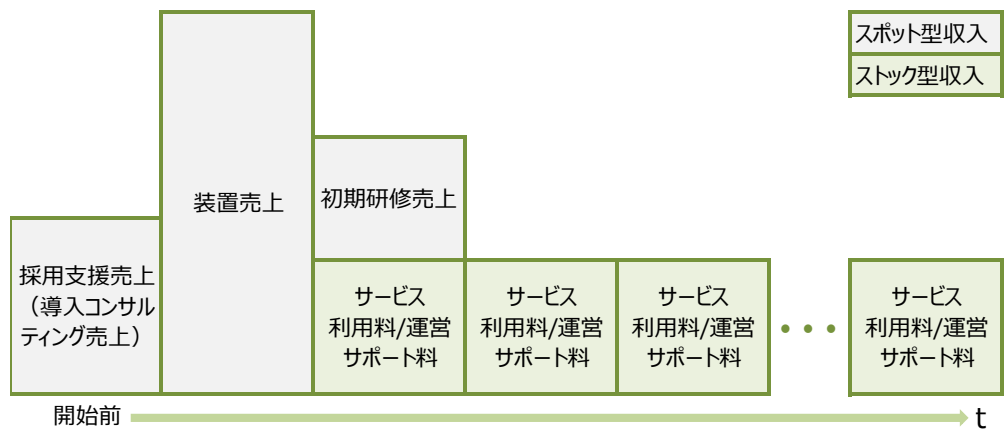 スポット型収入
ストック型収入
装置売上
初期研修売上
採用支援売上
（導入コンサル
ティング売上）
サービス
利用料/運営
サポート料
サービス
利用料/運営
サポート料
サービス
利用料/運営
サポート料
・・・
サービス
利用料/運営
サポート料
開始前
t